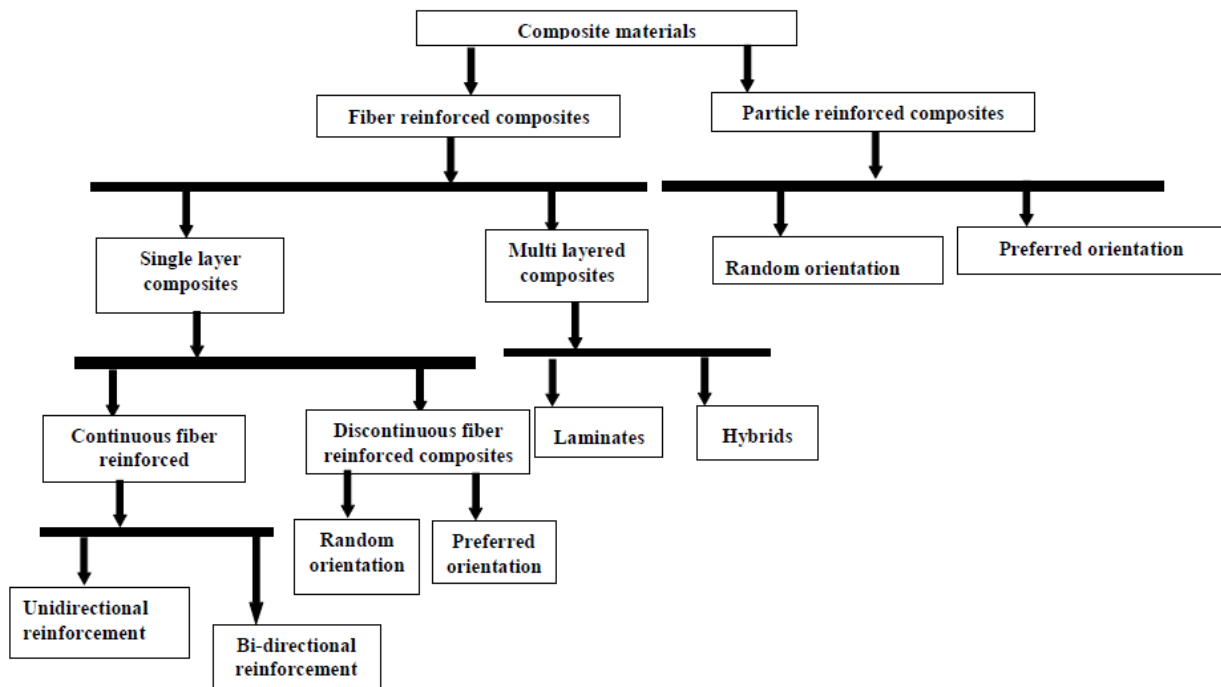 Composite materials
Fiber reinforced composites
Particle reinforced composites
Single layer
composites
Multi layered
composites
Random orientation
Preferred orientation
Continuous fiber
reinforced
Discontinuous fiber
reinforced composites
Laminates
Hybrids
Random
orientation
Preferred
orientation
Unidirectional
reinforcement
Bi-directional
reinforcement